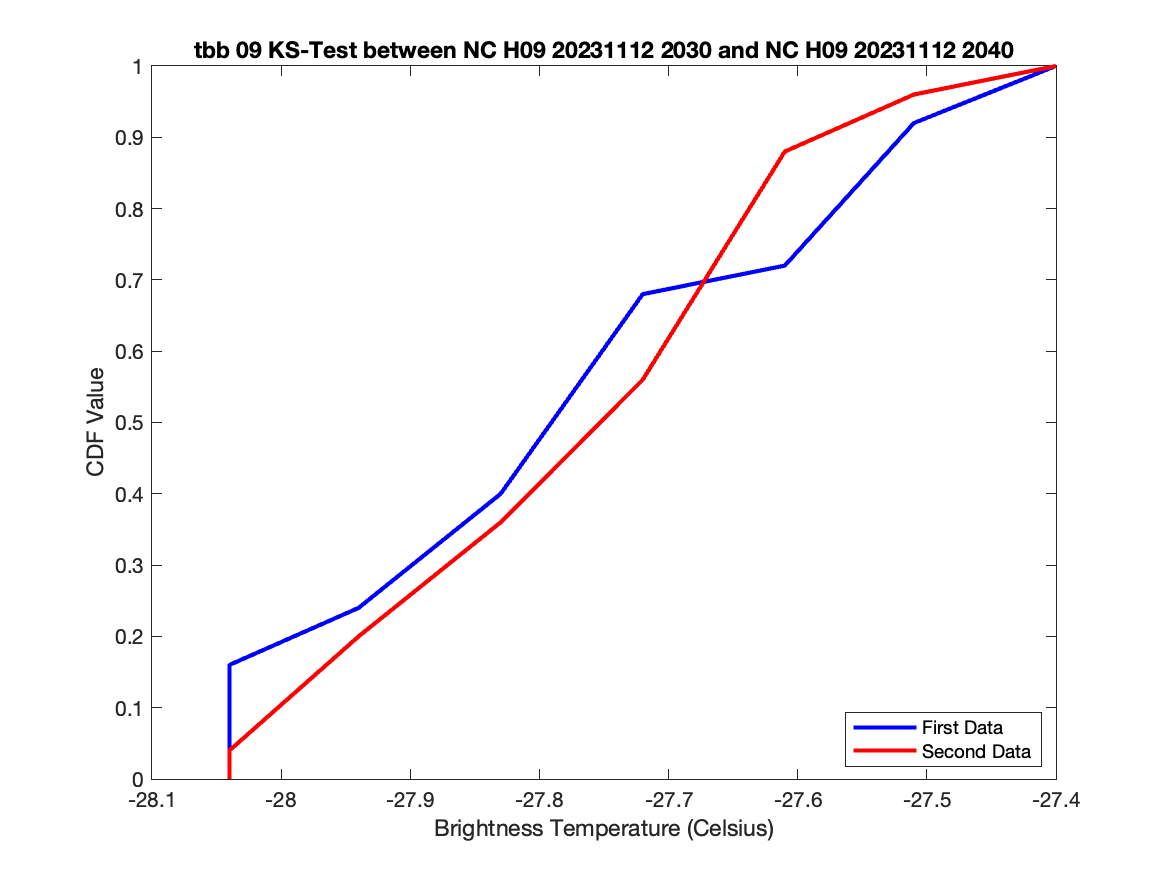 tbb 09 KS-Test between NC H09 20231112 2030 and NC H09 20231112 2040
1
0.9
0.8
0.7
0.6
0.5
0.4
0.3
0.2
0.1
0
CDF Value
First Data
Second Data
-28.1 -28 -27.9 -27.8 -27.7 -27.6 -27.5 -27.4
Brightness Temperature (Celsius)